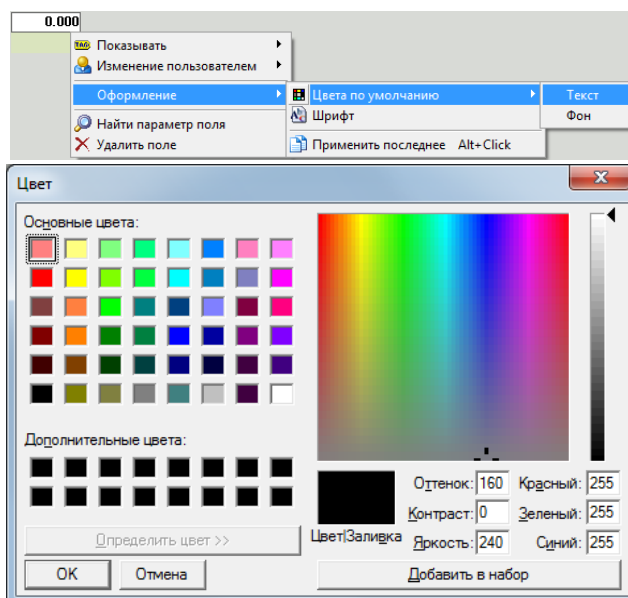 0.000
TAG Показывать
Изменение пользователем
Оформление
Найти параметр поля
Удалить поле
Цвета по умолчанию
Шрифт
Применить последнее Alt+Click
Текст
Фон
Цвет
Основные цвета:
Дополнительные цвета:
Определить цвет >>
ОК Отмена
Цвет|Заливка
Оттенок: 160 Красный: 255
Контраст: 0 Зеленый: 255
Яркость: 240 Синий: 255
Добавить в набор